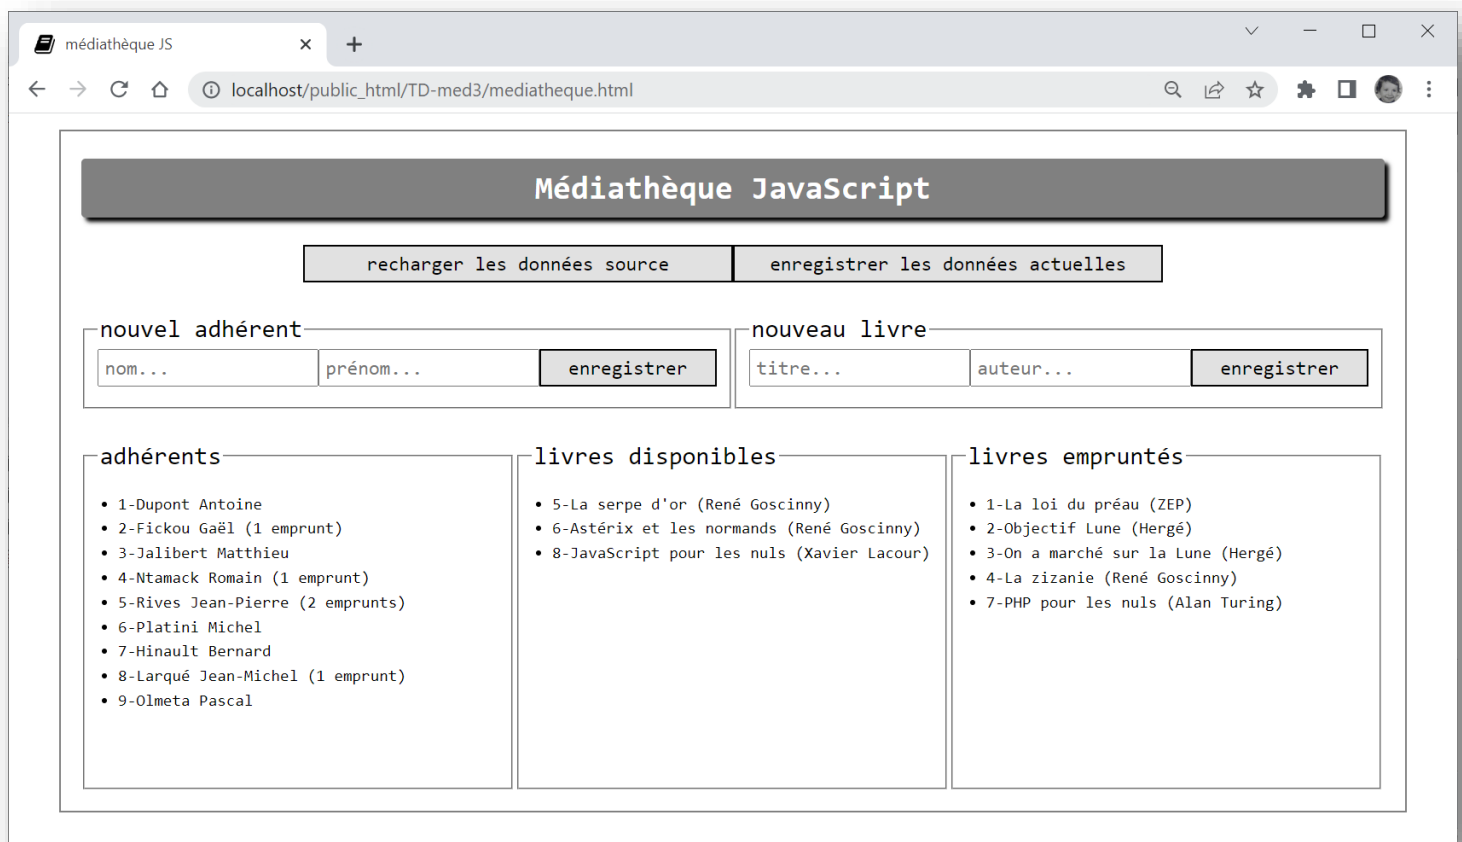 médiathèque JS
localhost/public_html/TD-med3/mediatheque.html
Médiathèque JavaScript
recharger les données source
enregistrer les données actuelles
nouvel adhérent
nom...
prénom...
enregistrer
nouveau livre
titre...
auteur...
enregistrer
adhérents
1-Dupont Antoine
2-Fickou Gaël (1 emprunt)
3-Jalibert Matthieu
4-Ntamack Romain (1 emprunt)
5-Rives Jean-Pierre (2 emprunts)
6-Platini Michel
7-Hinault Bernard
8-Larqué Jean-Michel (1 emprunt)
9-Olmeta Pascal
livres disponibles
5-La serpe d'or (René Goscinny)
6-Astérix et les normands (René Goscinny)
8-JavaScript pour les nuls (Xavier Lacour)
livres empruntés
1-La loi du préau (ZEP)
2-Objectif Lune (Hergé)
3-On a marché sur la Lune (Hergé)
4-La zizanie (René Goscinny)
7-PHP pour les nuls (Alan Turing)